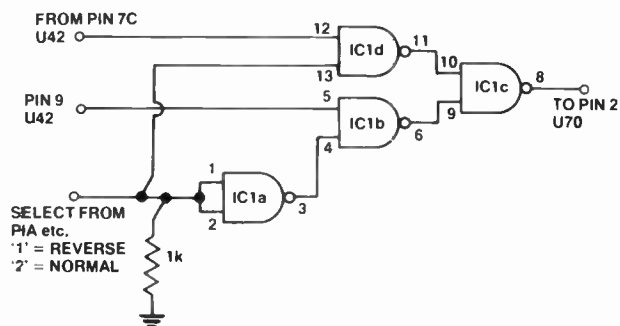 FROM PIN 7C
U42
12
IC1d
11
13
10
IC1c
8
9
TO PIN 2
U70
PIN 9
U42
5
IC1b
6
4
1
IC1a
3
2
SELECT FROM
PIA etc.
'1' = REVERSE
'2' = NORMAL
1k